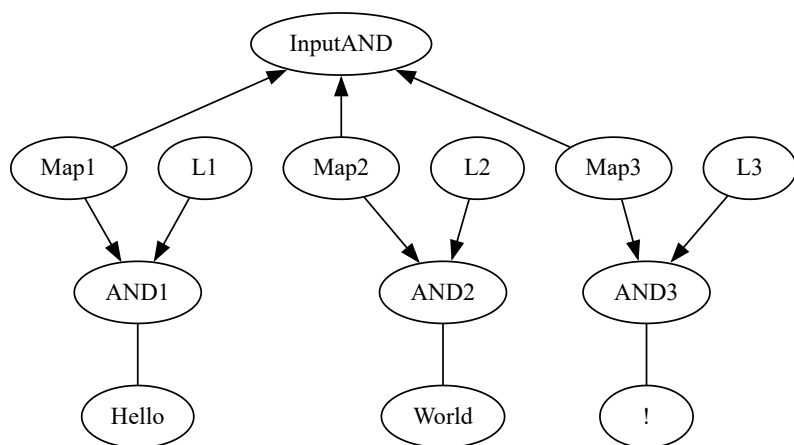 InputAND
Map1 L1 Map2 L2 Map3 L3
AND1 AND2 AND3
Hello World !